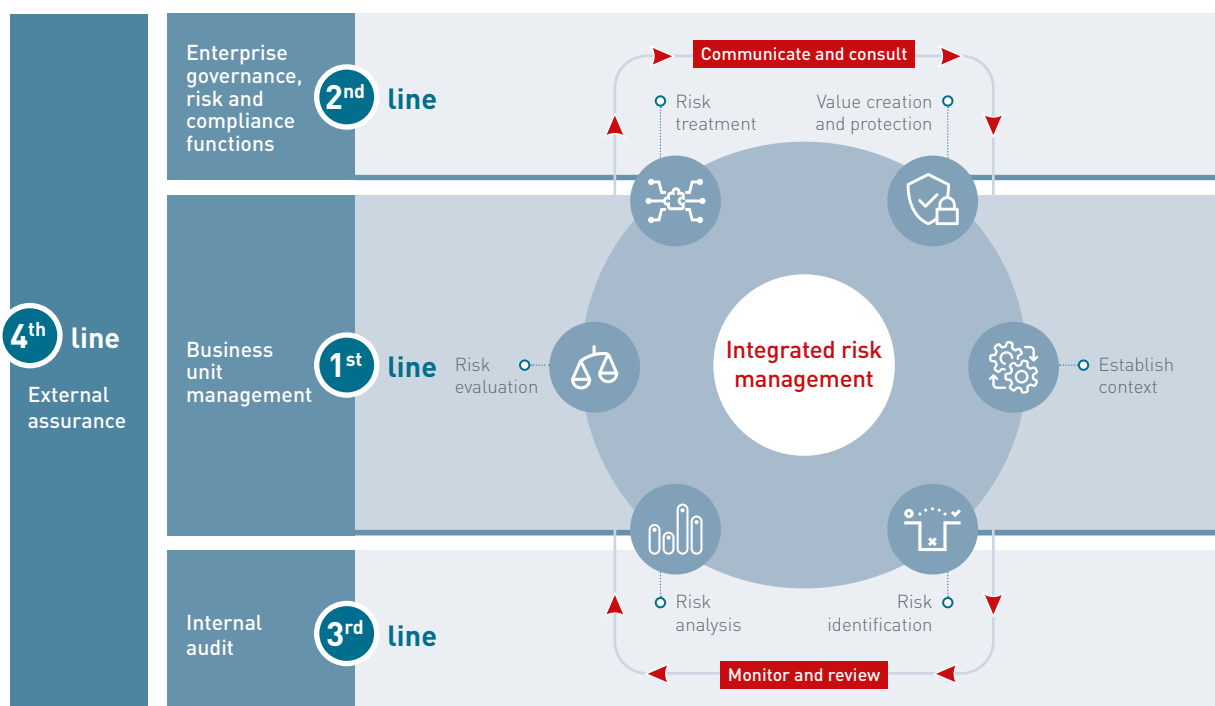 Enterprise
governance,
risk and
compliance
functions
2nd line
Communicate and consult
Risk
treatment
Value creation
and protection
4th line
External
assurance
Business
unit
management
1st line
Risk
evaluation
Integrated risk
management
Establish
context
Internal
audit
3rd line
Risk
analysis
Risk
identification
Monitor and review